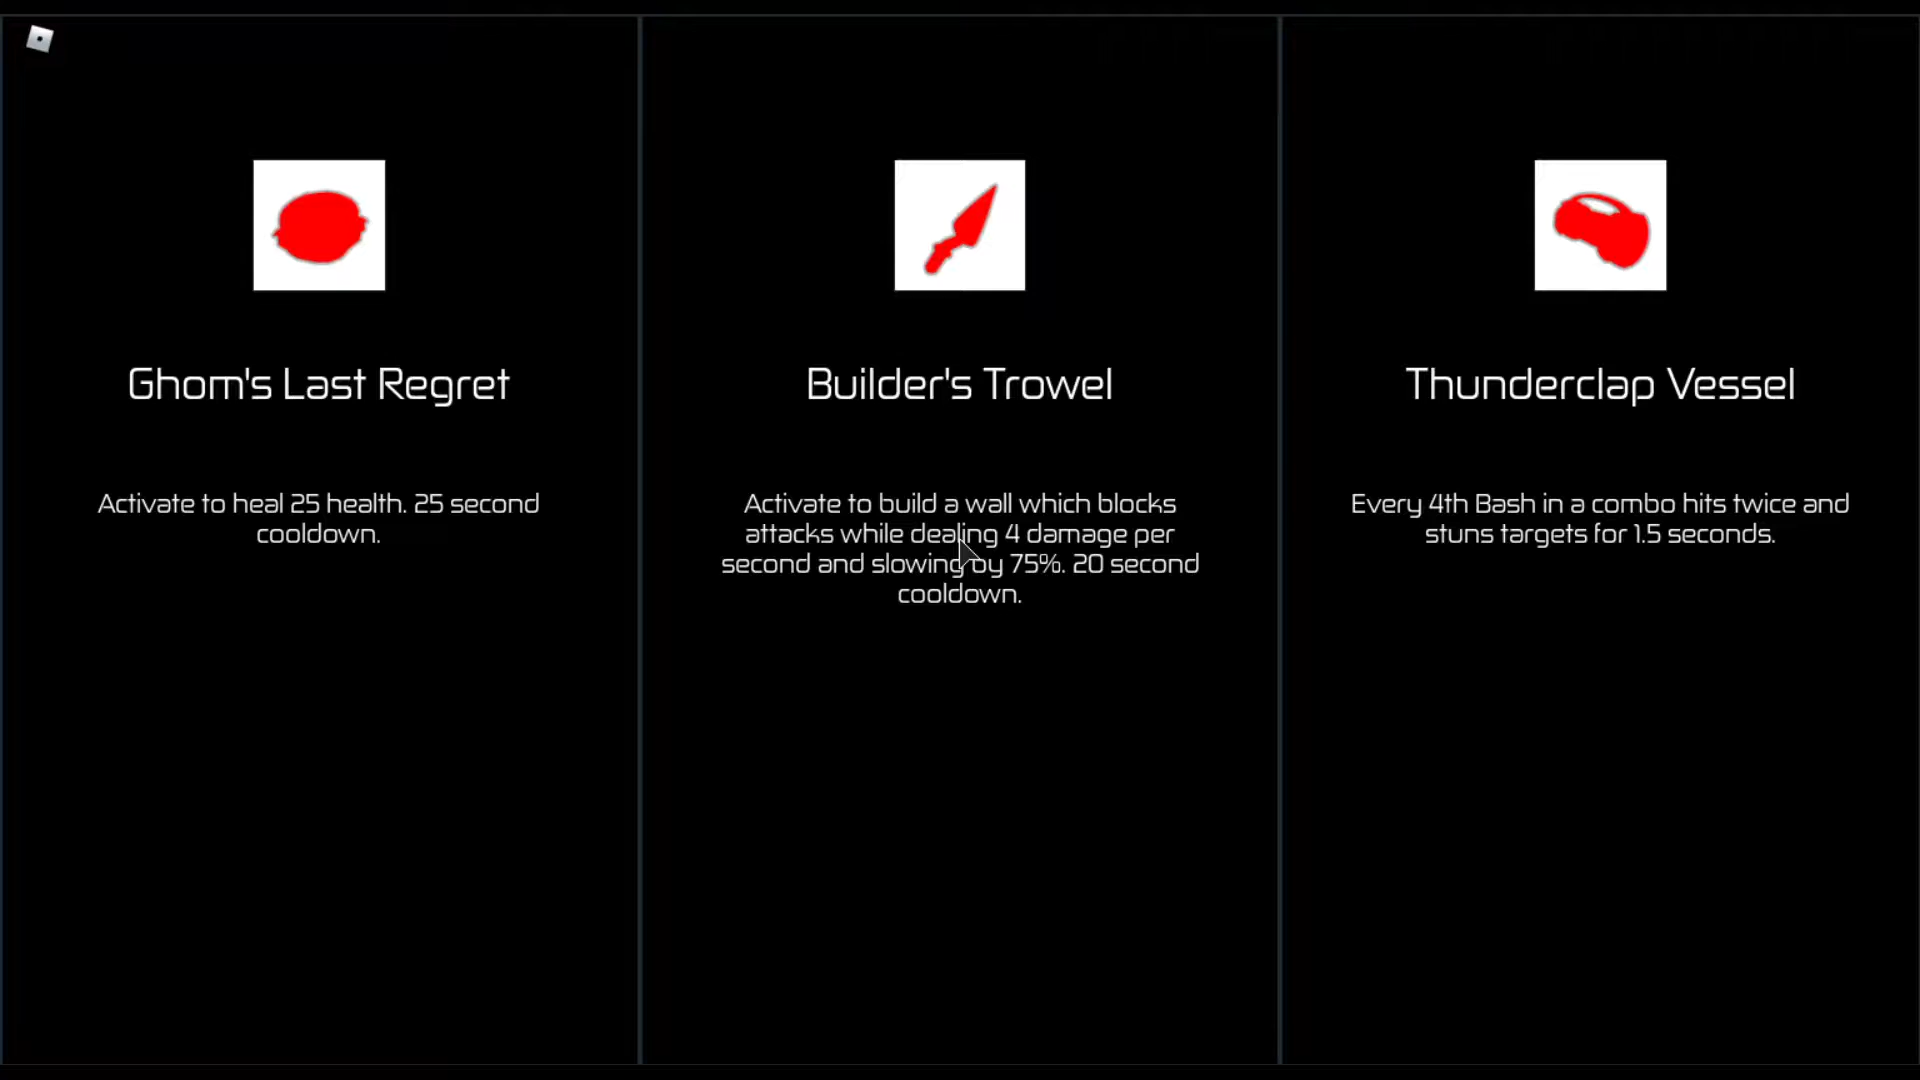 Ghom's Last Regret
Activate to heal 25 health. 25 second
cooldown.
Builder's Trowel
Activate to build a wall which blocks
attacks while dealing 4 damage per
second and slowing by 75%. 20 second
cooldown.
Thunderclap Vessel
Every 4th Bash in a combo hits twice and
stuns targets for 1.5 seconds.